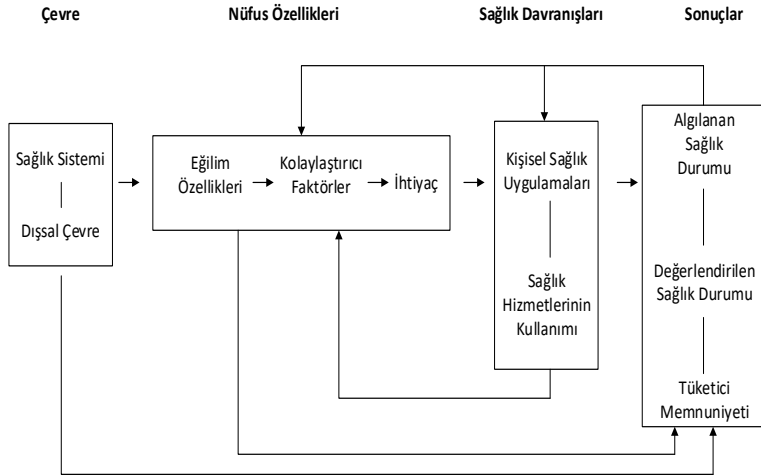 Çevre
Nüfus Özellikleri
Sağlık Davranışları
Sonuçlar
Sağlık Sistemi
Dışsal Çevre
Eğilim
Özellikleri
Kolaylaştırıcı
Faktörler
İhtiyaç
Kişisel Sağlık
Uygulamaları
Sağlık
Hizmetlerinin
Kullanımı
Algılanan
Sağlık
Durumu
Değerlendirilen
Sağlık Durumu
Tüketici
Memnuniyeti